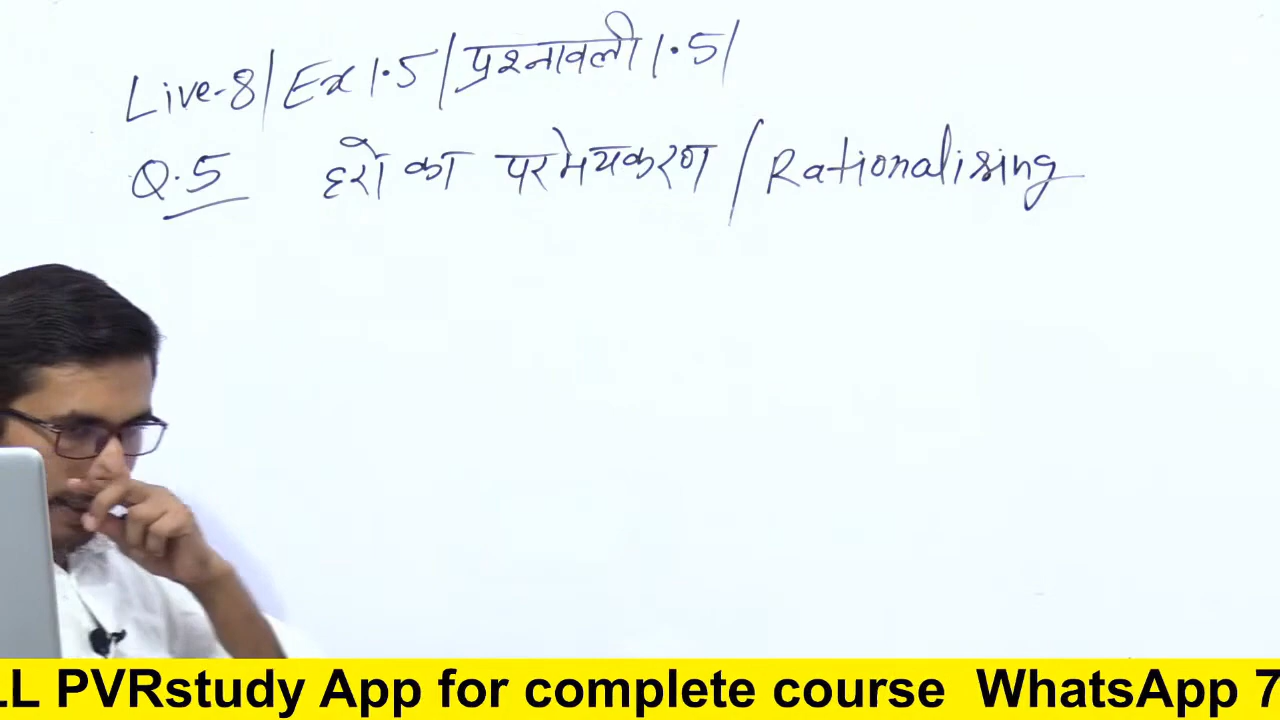 Live-8/ Ex 1.5/ प्रश्नावली 1.5/
Q.5 हरों का परमेयकरण / Rationalising
LL PVRstudy App for complete course WhatsApp 7